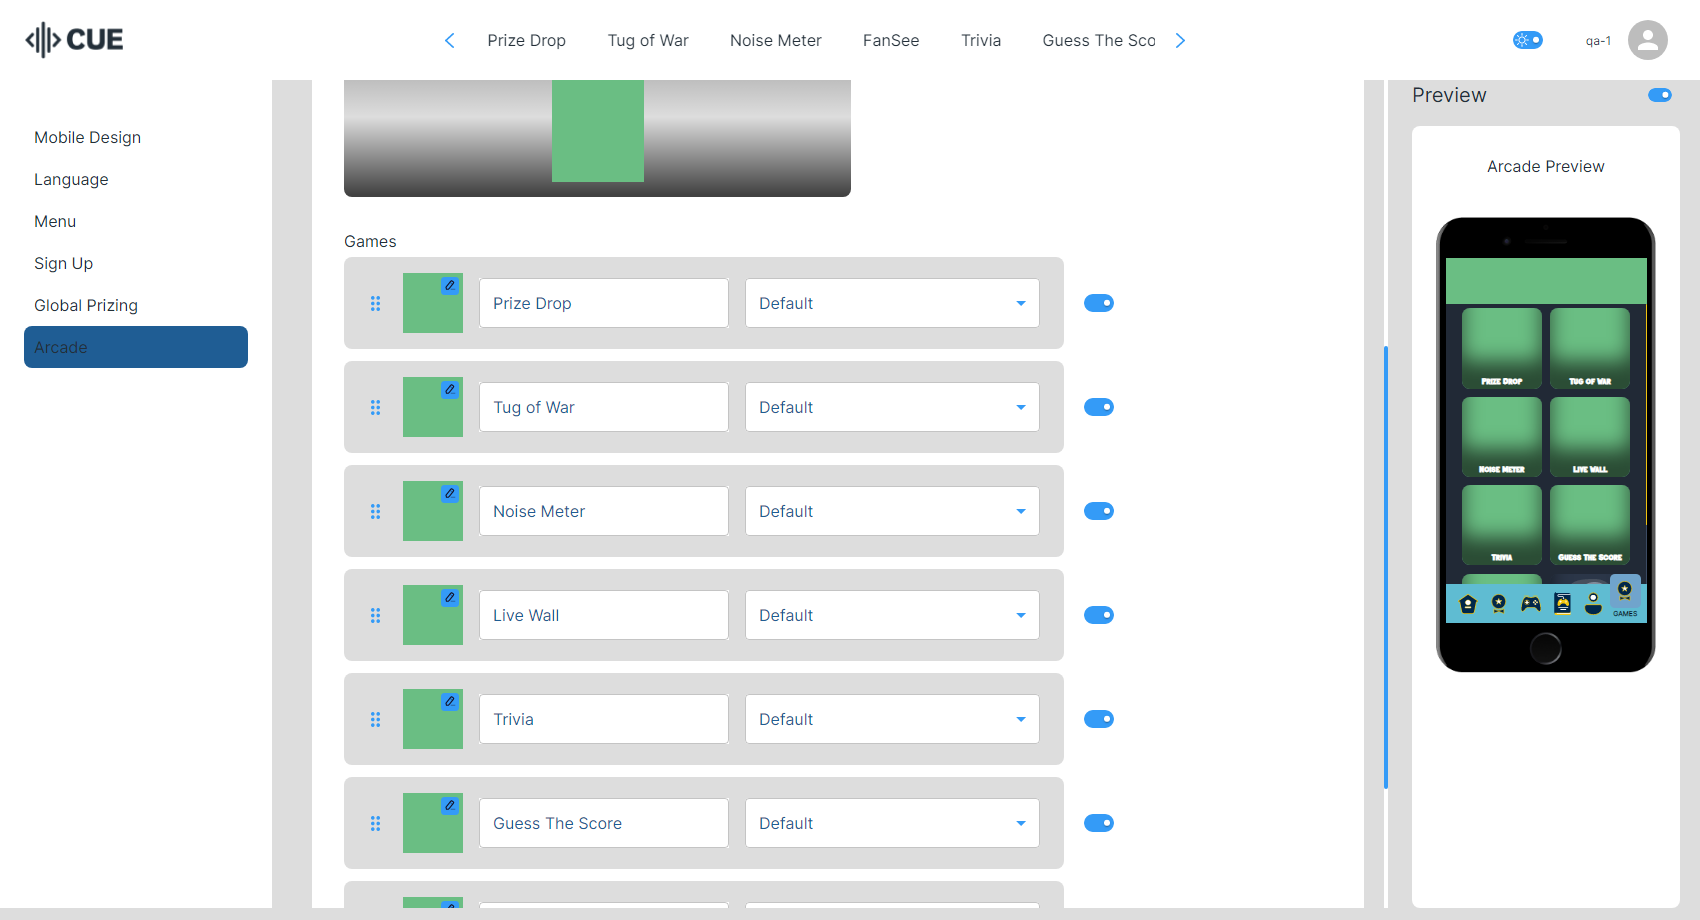 CUE
Prize Drop
Tug of War
Noise Meter
FanSee
Trivia
Guess The Sco
qa-1
Mobile Design
Language
Menu
Sign Up
Global Prizing
Arcade
Games
Prize Drop
Default
Tug of War
Default
Noise Meter
Default
Live Wall
Default
Trivia
Default
Guess The Score
Default
Preview
Arcade Preview
Prize Drop
Tug of War
Noise Meter
Live Wall
Trivia
Guess The Score
GAMES